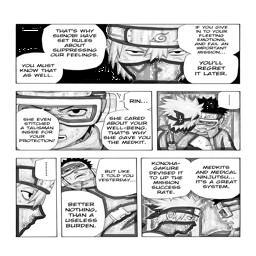 IF YOU GIVE
IN TO YOUR
FLEETING
EMOTIONS,
AND FAIL AN
IMPORTANT
MISSION...
YOU'LL
REGRET
IT LATER.
THAT'S WHY
SHINOBI HAVE
SET RULES
ABOUT
SUPPRESSING
OUR FEELINGS.
YOU MUST
KNOW THAT
AS WELL.
RIN...
SHE CARED
ABOUT YOUR
WELL-BEING,
THAT'S WHY
SHE GAVE YOU
THE MEDKIT.
SHE EVEN
STITCHED A
TALISMAN
INSIDE FOR
YOUR
PROTECTION!
MEDKITS AND
MEDICAL
NINJUTSU...
IT'S A GREAT
SYSTEM.
KONOHA-
GAKURE
DEVISED IT
TO UP THE
MISSION
SUCCESS
RATE.
BUT LIKE
I TOLD YOU
YESTERDAY...
BETTER
NOTHING,
THAN A
USELESS
BURDEN.